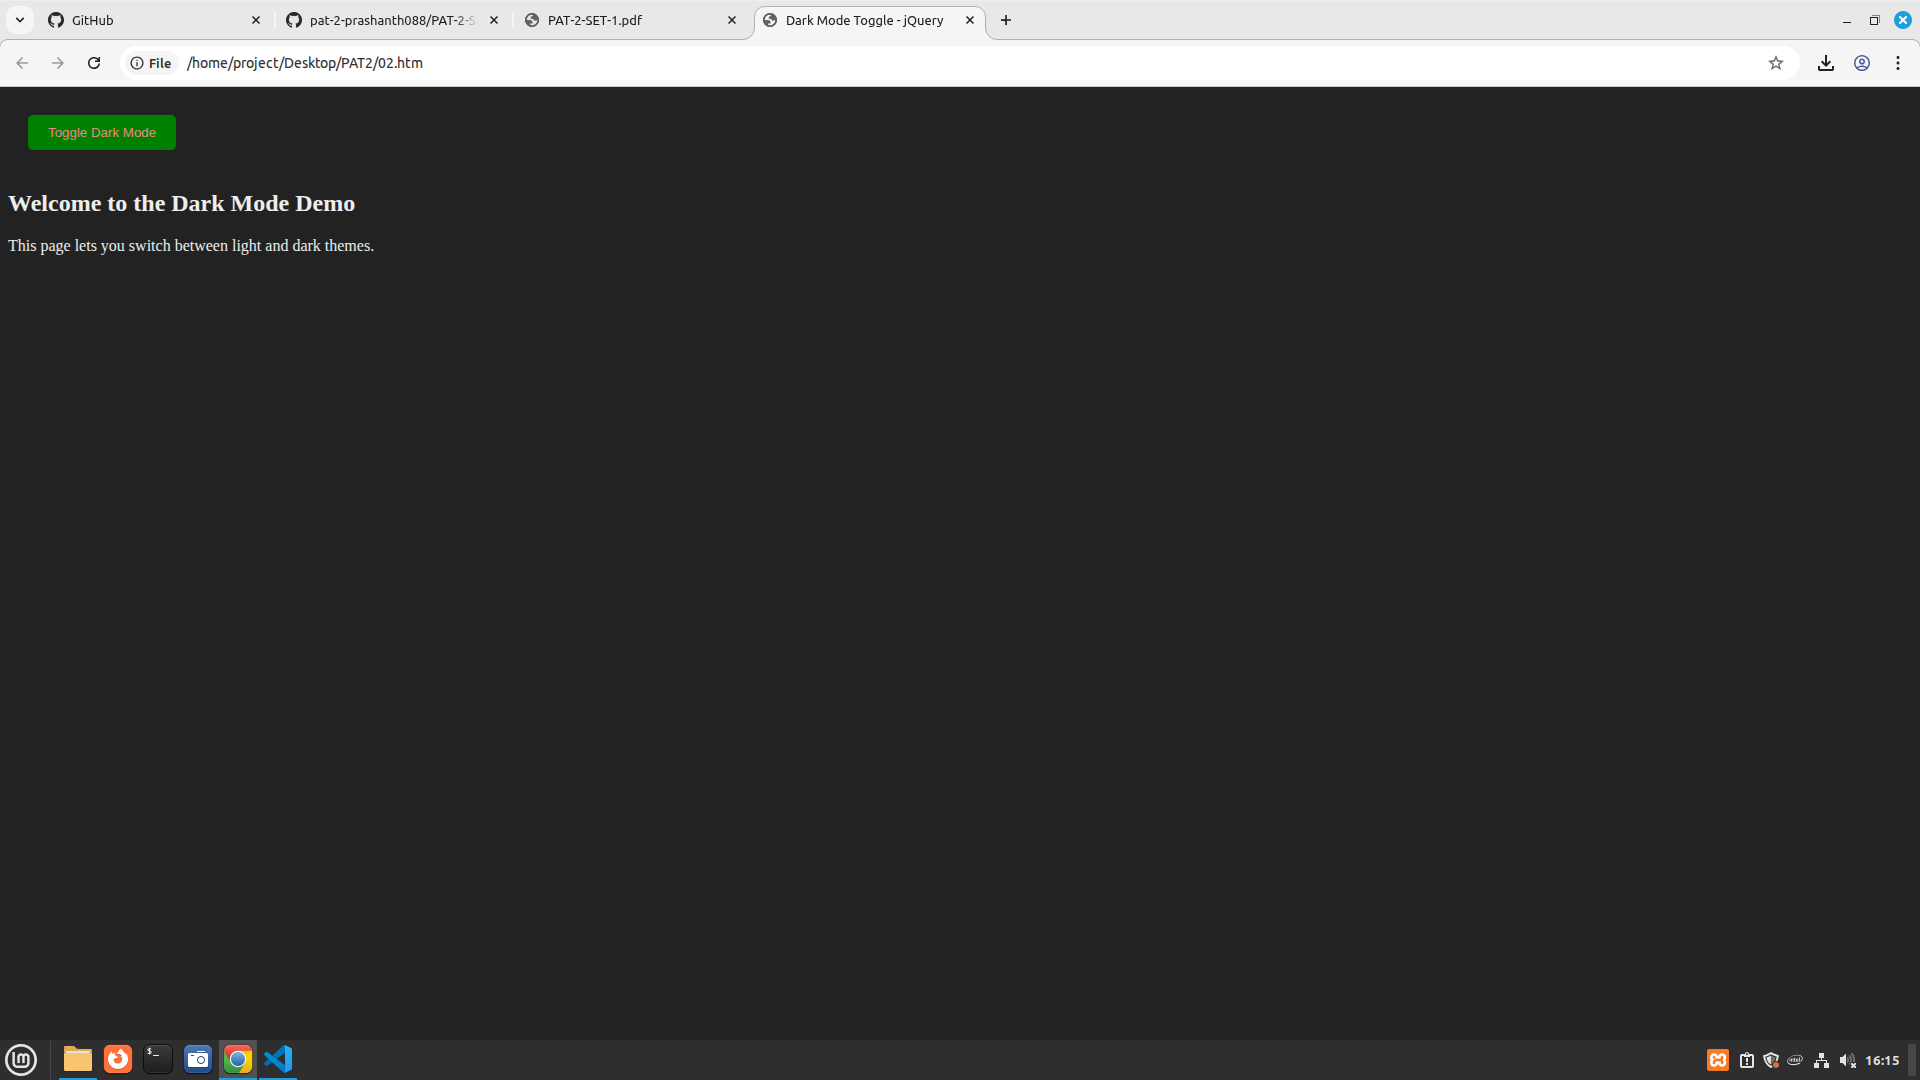 GitHub
pat-2-prashanth088/PAT-2-S
PAT-2-SET-1.pdf
Dark Mode Toggle - jQuery
File
/home/project/Desktop/PAT2/02.htm
Toggle Dark Mode
Welcome to the Dark Mode Demo
This page lets you switch between light and dark themes.
$_
intel
16:15